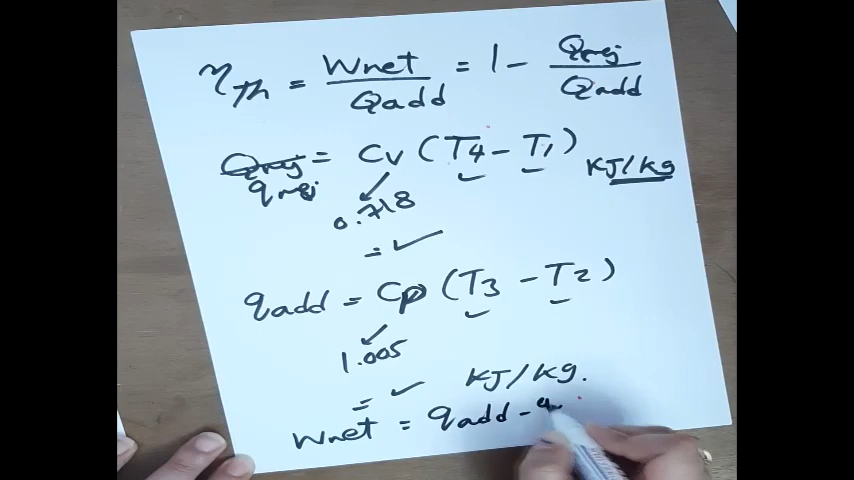 ηTh = Wnet / Qadd = 1 - Qrej / Qadd
Qrej = Cv (T4 - T1) KJ/Kg
qrej
0.718
= ✓
qadd = Cp (T3 - T2)
1.005
= ✓ KJ/Kg.
Wnet = qadd -